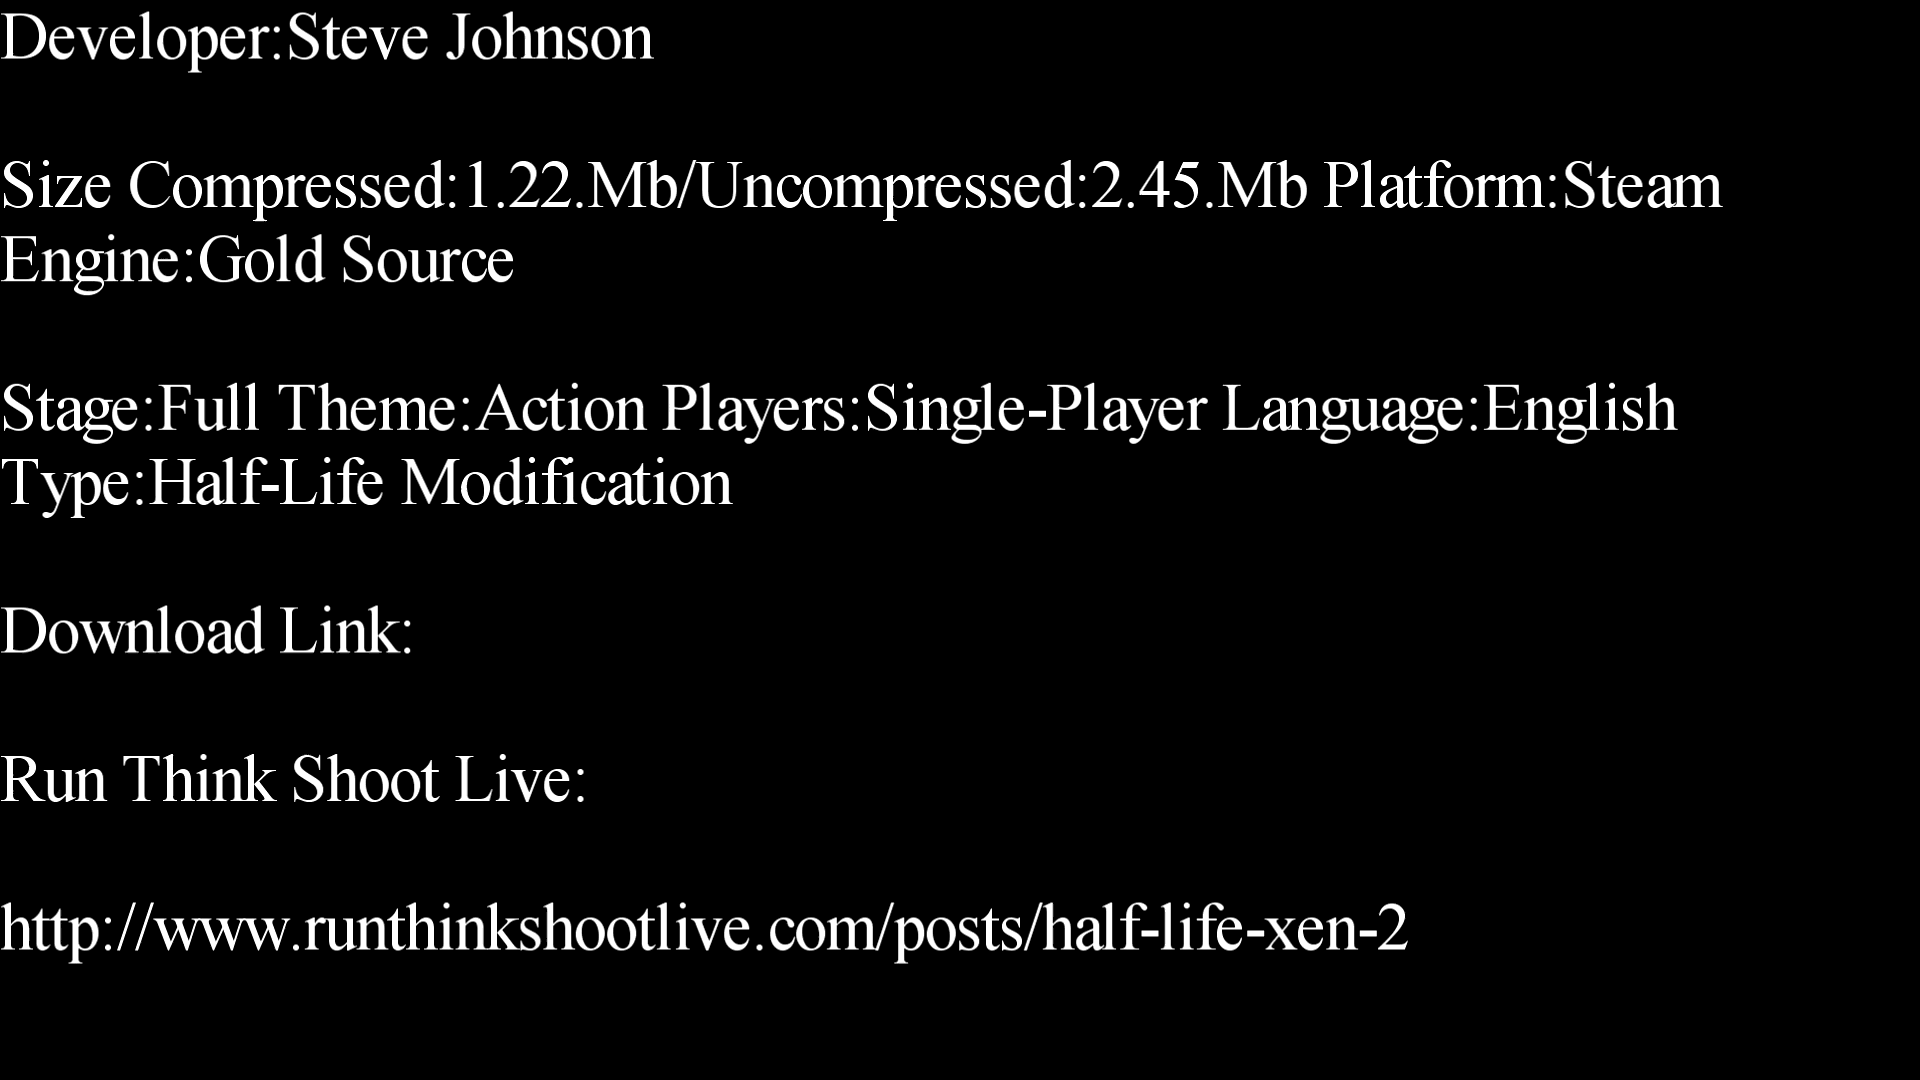 Developer:Steve Johnson
Size Compressed:1.22.Mb/Uncompressed:2.45.Mb Platform:Steam
Engine:Gold Source
Stage:Full Theme:Action Players:Single-Player Language:English
Type:Half-Life Modification
Download Link:
Run Think Shoot Live:
http://www.runthinkshootlive.com/posts/half-life-xen-2